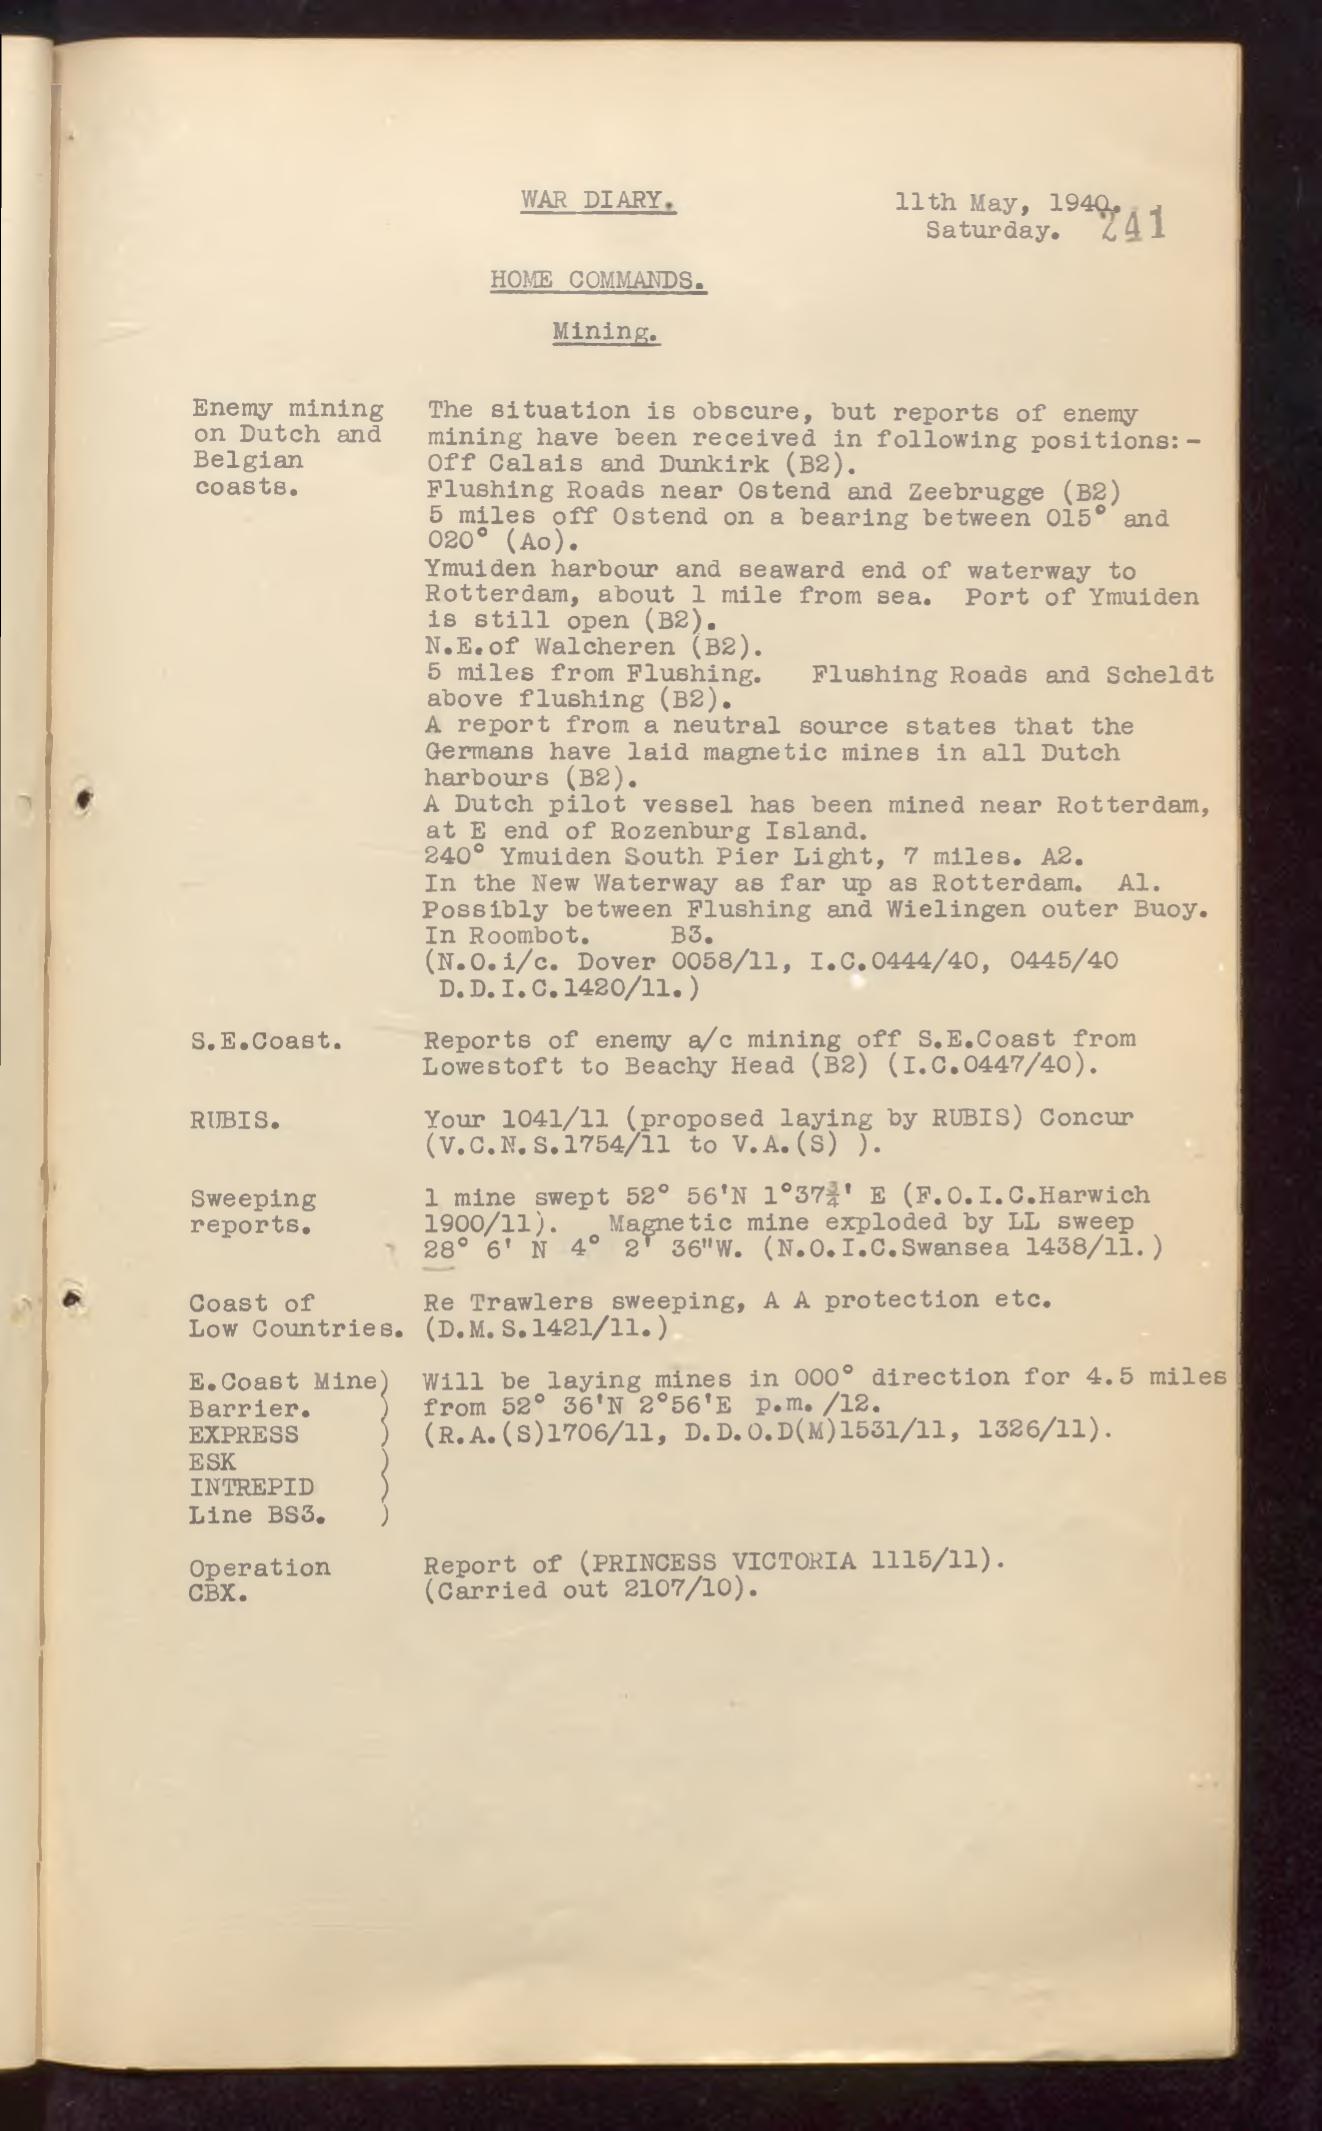 WAR DIARY.
11th May, 1940.
Saturday. 241
HOME COMMANDS.
Mining.
Enemy mining on Dutch and Belgian coasts.
The situation is obscure, but reports of enemy
mining have been received in following positions:-
Off Calais and Dunkirk (B2).
Flushing Roads near Ostend and Zeebrugge (B2)
5 miles off Ostend on a bearing between 015° and
020° (Ao).
Ymuiden harbour and seaward end of waterway to
Rotterdam, about 1 mile from sea. Port of Ymuiden
is still open (B2).
N.E.of Walcheren (B2).
5 miles from Flushing. Flushing Roads and Scheldt
above flushing (B2).
A report from a neutral source states that the
Germans have laid magnetic mines in all Dutch
harbours (B2).
A Dutch pilot vessel has been mined near Rotterdam,
at E end of Rozenburg Island.
240° Ymuiden South Pier Light, 7 miles. A2.
In the New Waterway as far up as Rotterdam. A1.
Possibly between Flushing and Wielingen outer Buoy.
In Roombot. B3.
(N.O.i/c. Dover 0058/11, I.C.0444/40, 0445/40
D.D.I.C.1420/11.)
S.E.Coast.
Reports of enemy a/c mining off S.E.Coast from
Lowestoft to Beachy Head (B2) (I.C.0447/40).
RUBIS.
Your 1041/11 (proposed laying by RUBIS) Concur
(V.C.N.S.1754/11 to V.A.(S) ).
Sweeping
reports.
1 mine swept 52° 56'N 1°37¾' E (F.O.I.C.Harwich
1900/11). Magnetic mine exploded by LL sweep
28° 6' N 4° 2' 36"W. (N.O.I.C.Swansea 1438/11.)
Coast of
Low Countries.
Re Trawlers sweeping, A A protection etc.
(D.M.S.1421/11.)
E.Coast Mine)
Barrier. )
EXPRESS )
ESK )
INTREPID )
Line BS3. )
Will be laying mines in 000° direction for 4.5 miles
from 52° 36'N 2°56'E p.m. /12.
(R.A.(S)1706/11, D.D.O.D(M)1531/11, 1326/11).
Operation
CBX.
Report of (PRINCESS VICTORIA 1115/11).
(Carried out 2107/10).